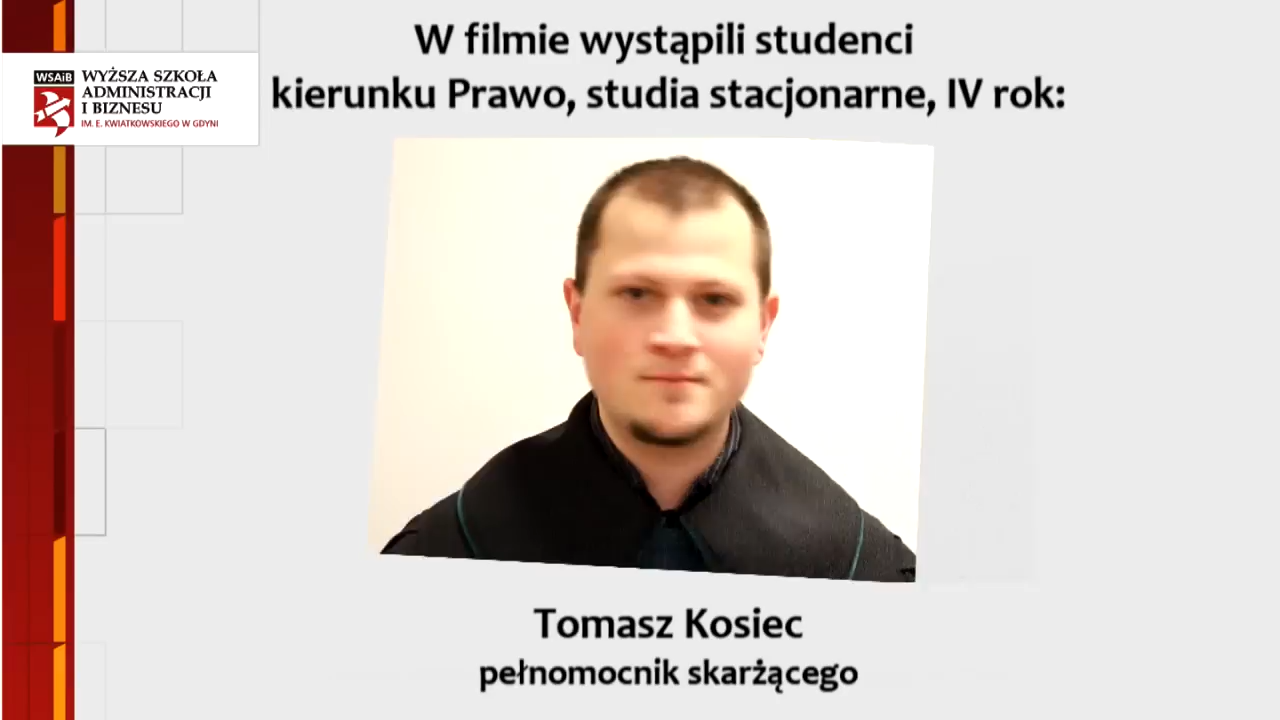 W filmie wystąpili studenci
kierunku Prawo, studia stacjonarne, IV rok:
WSAiB
WYŻSZA SZKOŁA
ADMINISTRACJI
I BIZNESU
IM. E. KWIATKOWSKIEGO W GDYNI
Tomasz Kosiec
pełnomocnik skarżącego